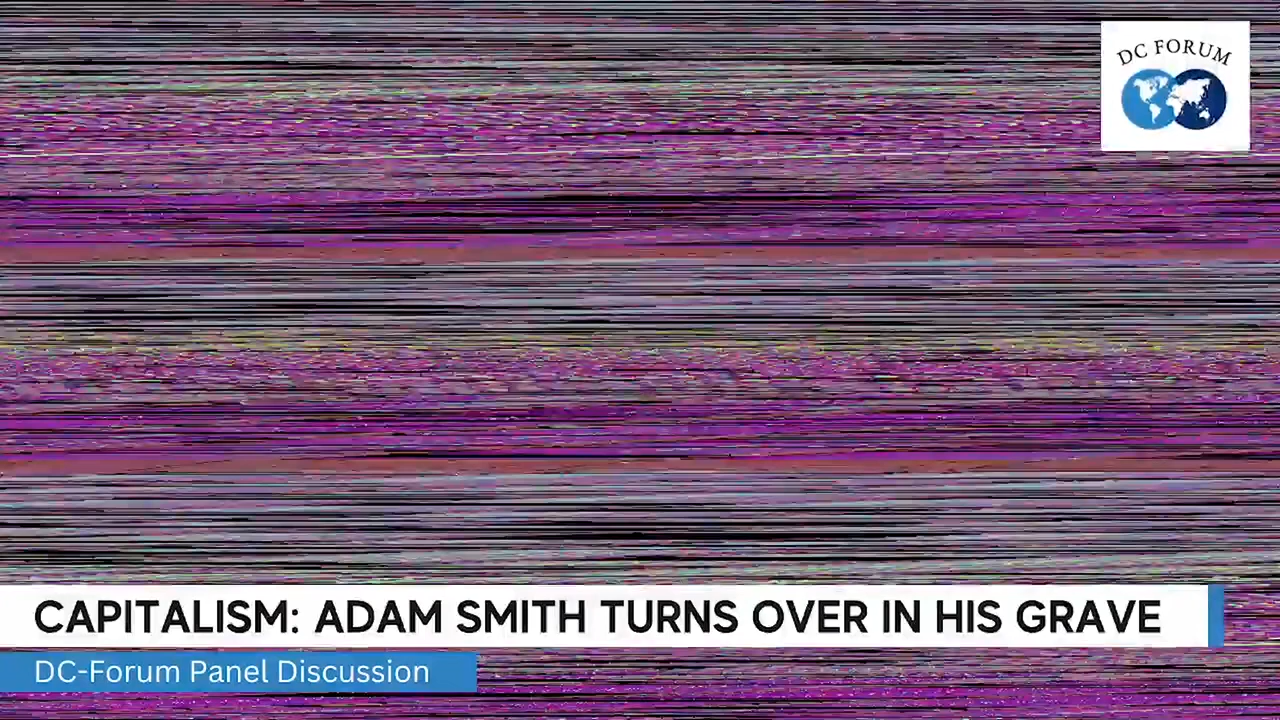 DC FORUM
CAPITALISM: ADAM SMITH TURNS OVER IN HIS GRAVE
DC-Forum Panel Discussion